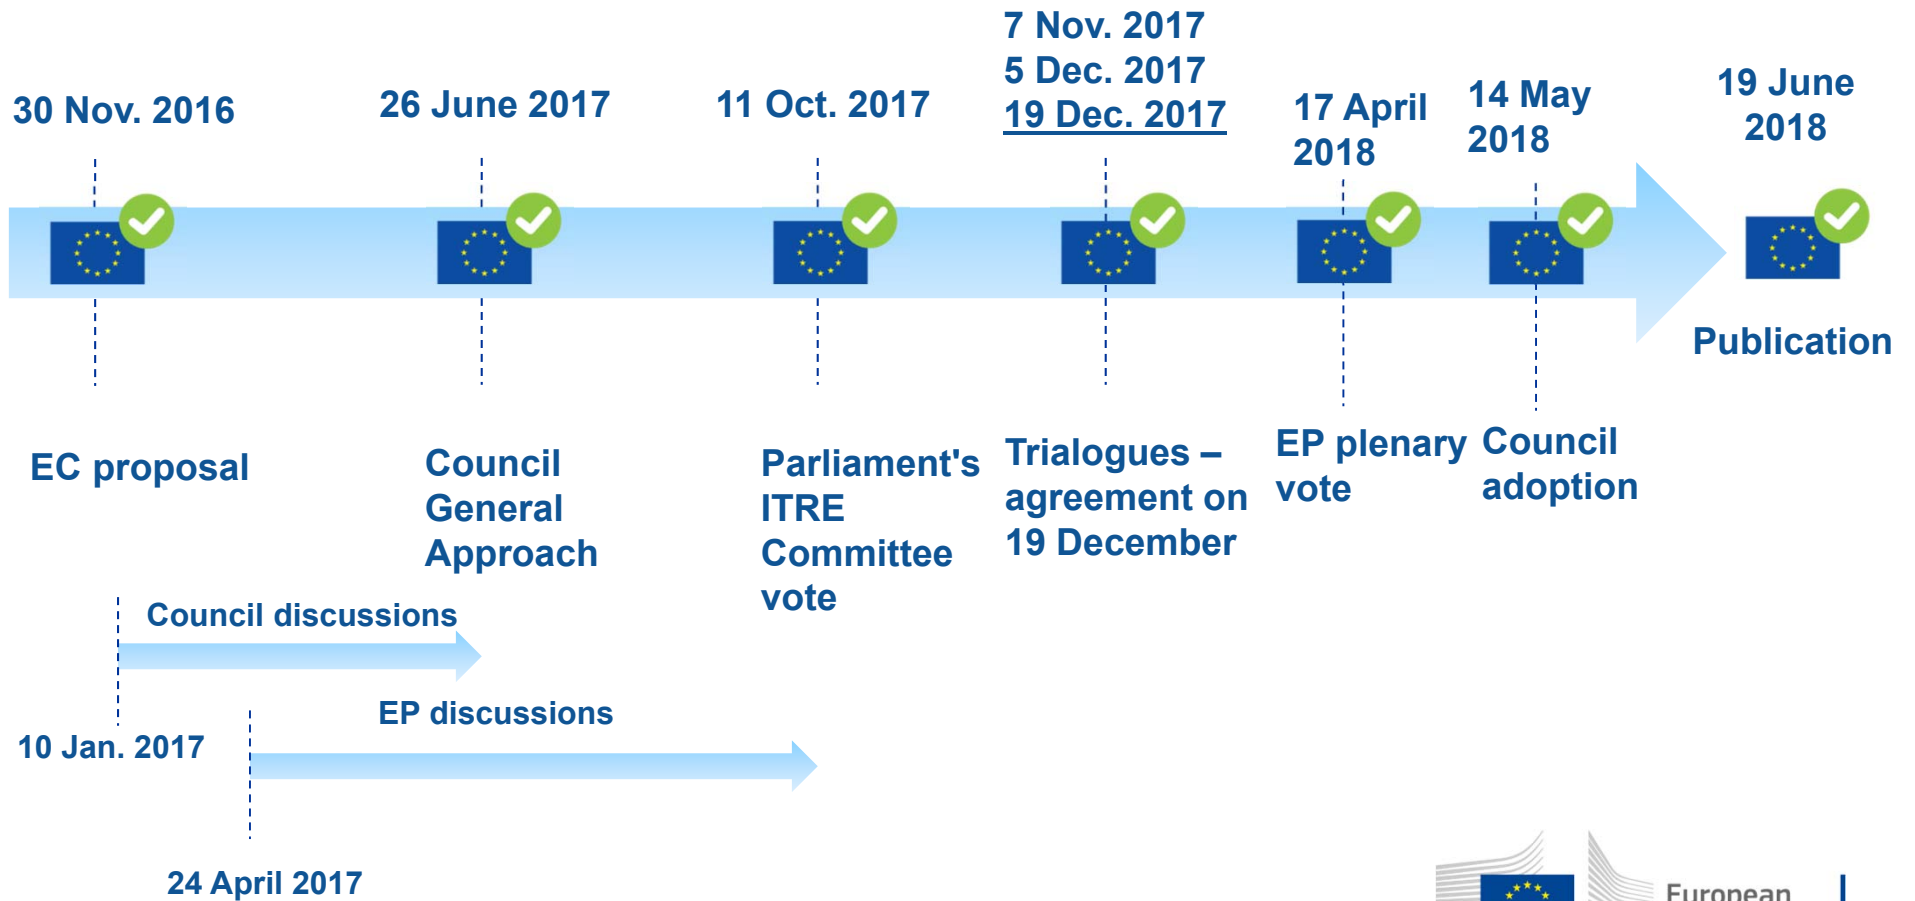 30 Nov. 2016
26 June 2017
11 Oct. 2017
7 Nov. 2017
5 Dec. 2017
19 Dec. 2017
17 April
2018
14 May
2018
19 June
2018
Publication
EC proposal
Council
General
Approach
Parliament's
ITRE
Committee
vote
Trialogues –
agreement on
19 December
EP plenary
vote
Council
adoption
Council discussions
10 Jan. 2017
EP discussions
24 April 2017
European